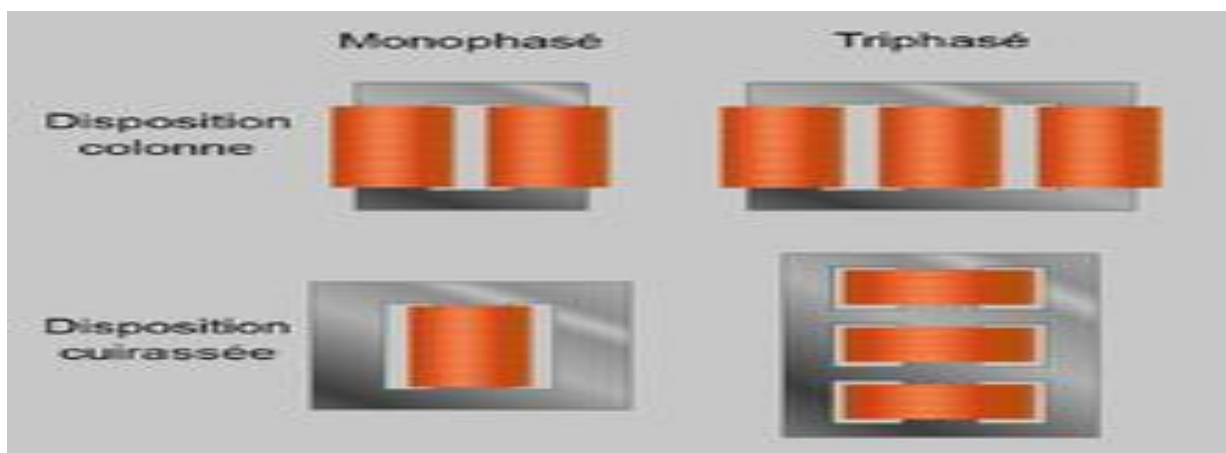 Monophasé
Triphasé
Disposition
colonne
Disposition
cuirassée